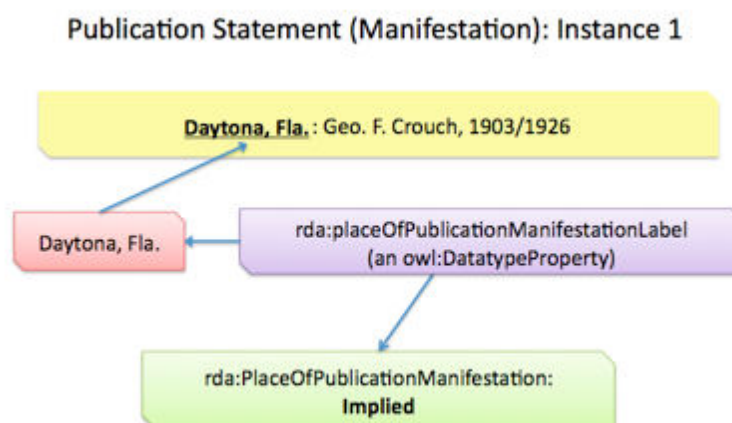 Publication Statement (Manifestation): Instance 1
Daytona, Fla. : Geo. F. Crouch, 1903/1926
Daytona, Fla.
rda:placeOfPublicationManifestationLabel
(an owl:DatatypeProperty)
rda:PlaceOfPublicationManifestation:
Implied